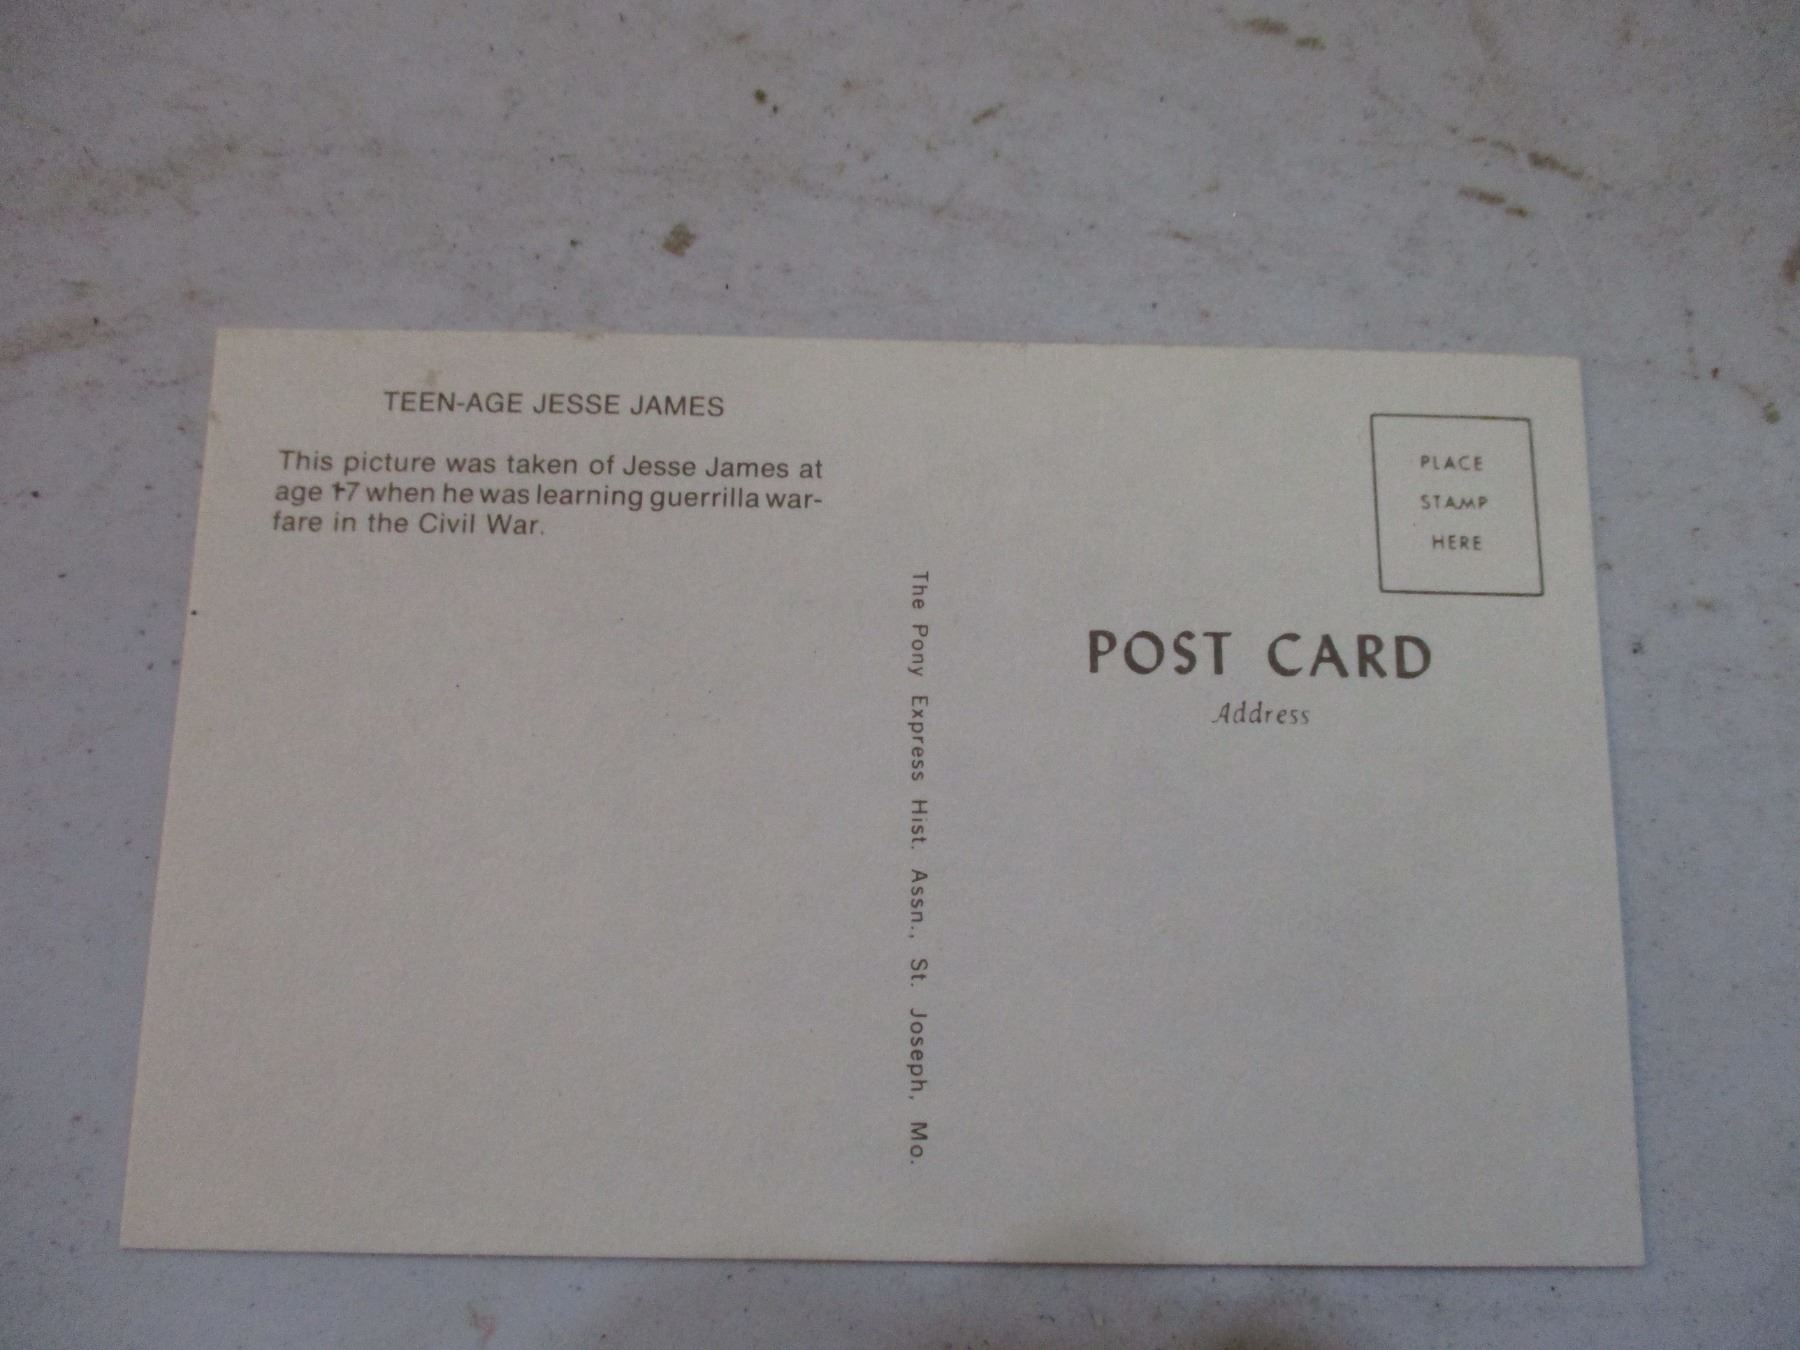 TEEN-AGE JESSE JAMES
This picture was taken of Jesse James at
age 17 when he was learning guerrilla war-
fare in the Civil War.
The Pony Express Hist. Assn., St. Joseph, Mo.
PLACE
STAMP
HERE
POST CARD
Address